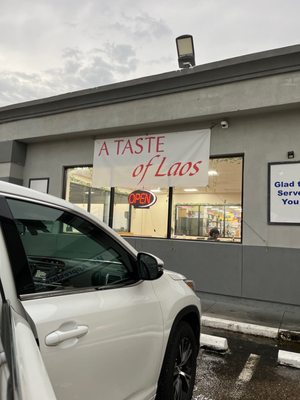 A TASTE
of Laos
OPEN
Glad t
Serve
You